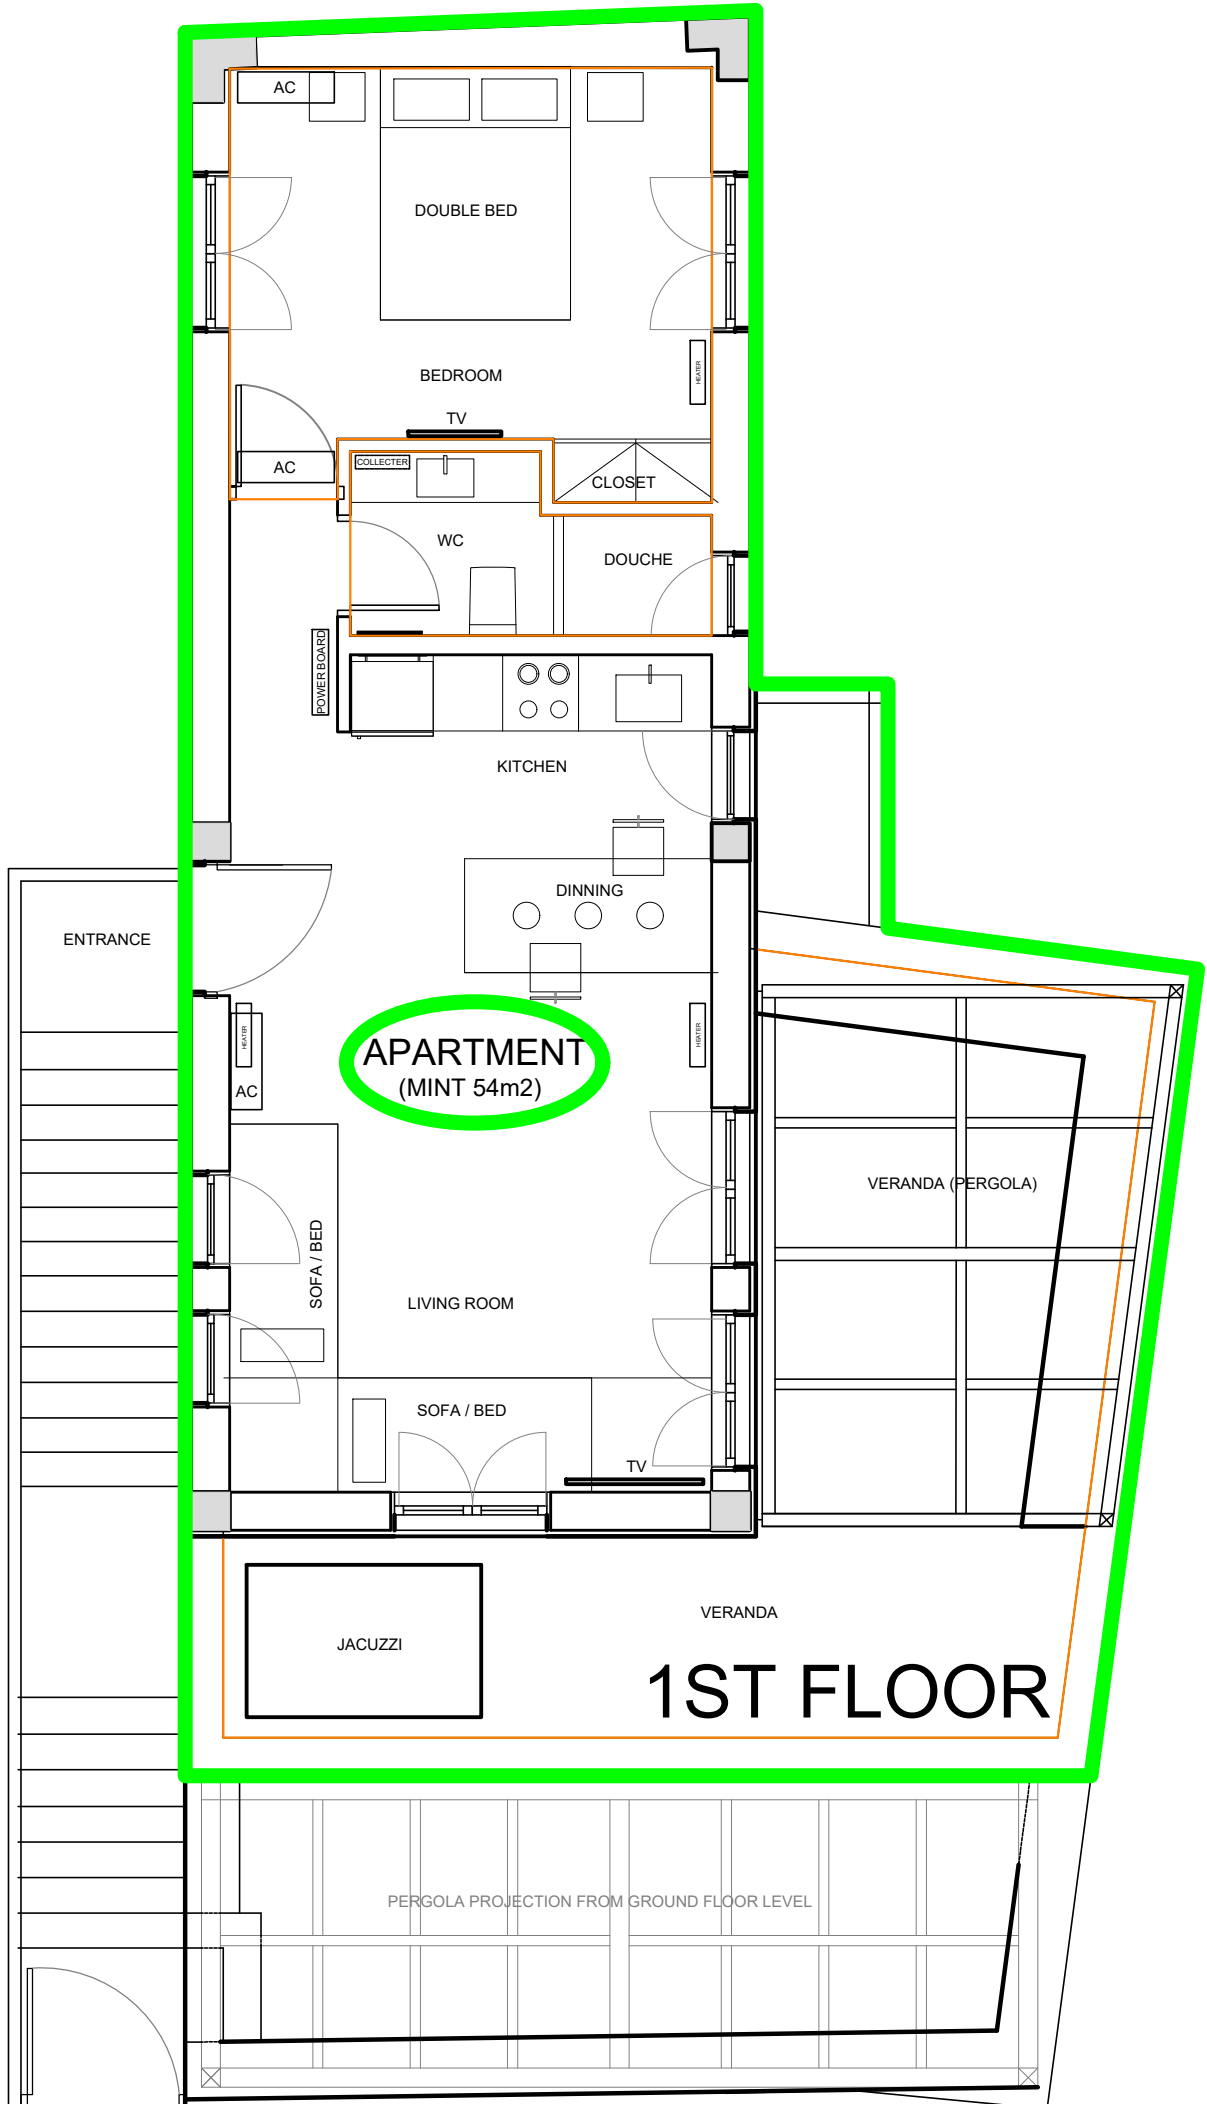 AC
DOUBLE BED
BEDROOM
HEATER
TV
AC
COLLECTER
CLOSET
WC
DOUCHE
POWER BOARD
KITCHEN
DINNING
ENTRANCE
HEATER
HEATER
APARTMENT
(MINT 54m2)
AC
VERANDA (PERGOLA)
SOFA / BED
LIVING ROOM
SOFA / BED
TV
VERANDA
JACUZZI
1ST FLOOR
PERGOLA PROJECTION FROM GROUND FLOOR LEVEL